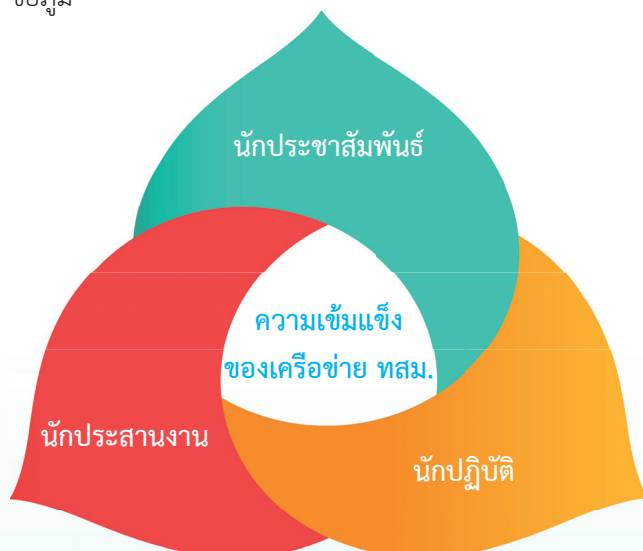 นักประชาสัมพันธ์
ความเข้มแข็ง
ของเครือข่าย ทสม.
นักประสานงาน
นักปฏิบัติ